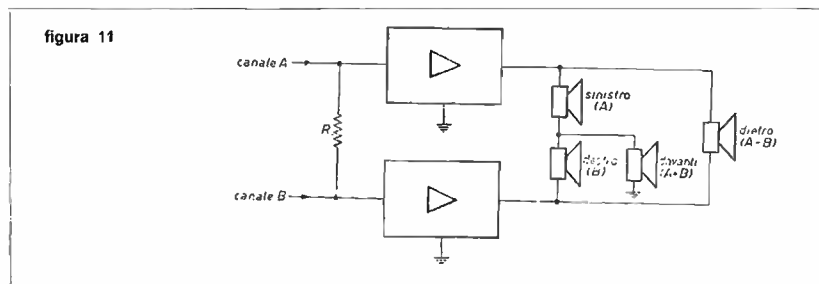 figura 11
canale A
R
canale B
sinistro
(A)
destro
(B)
davanti
(A+B)
dietro
(A-B)